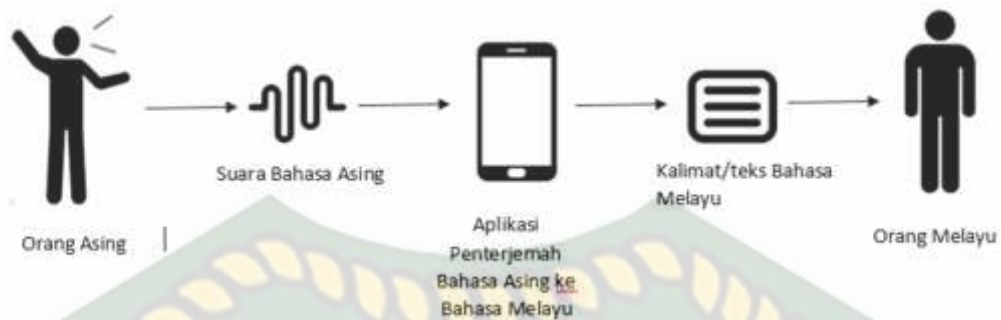 Suara Bahasa Asing
Kalimat/teks Bahasa
Melayu
Orang Asing
Aplikasi
Penterjemah
Bahasa Asing ke
Bahasa Melayu
Orang Melayu